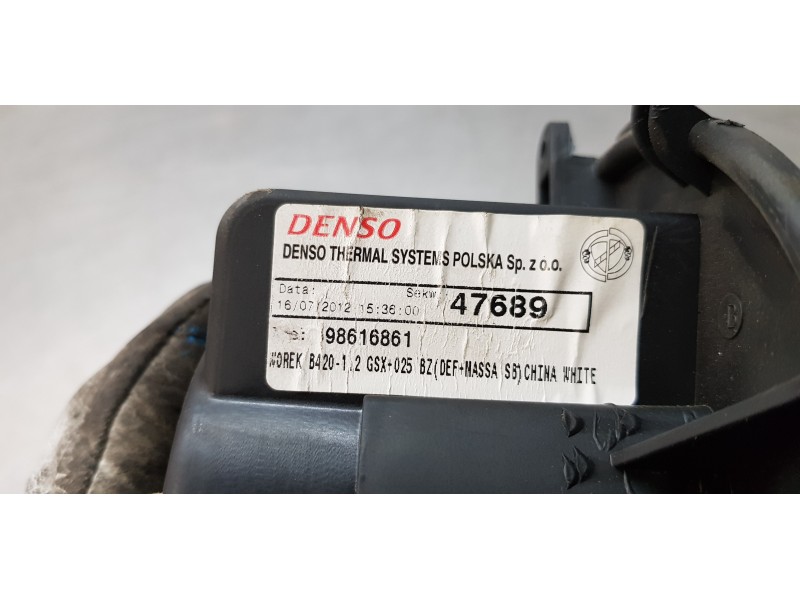 DENSO
DENSO THERMAL SYSTEMS POLSKA Sp. z o.o.
Data: Sekw
16/07/2012 15:36:00 47689
98616861
B420-1.2 GSX+025 BZ(DEF+MASSA SB)CHINA WHITE